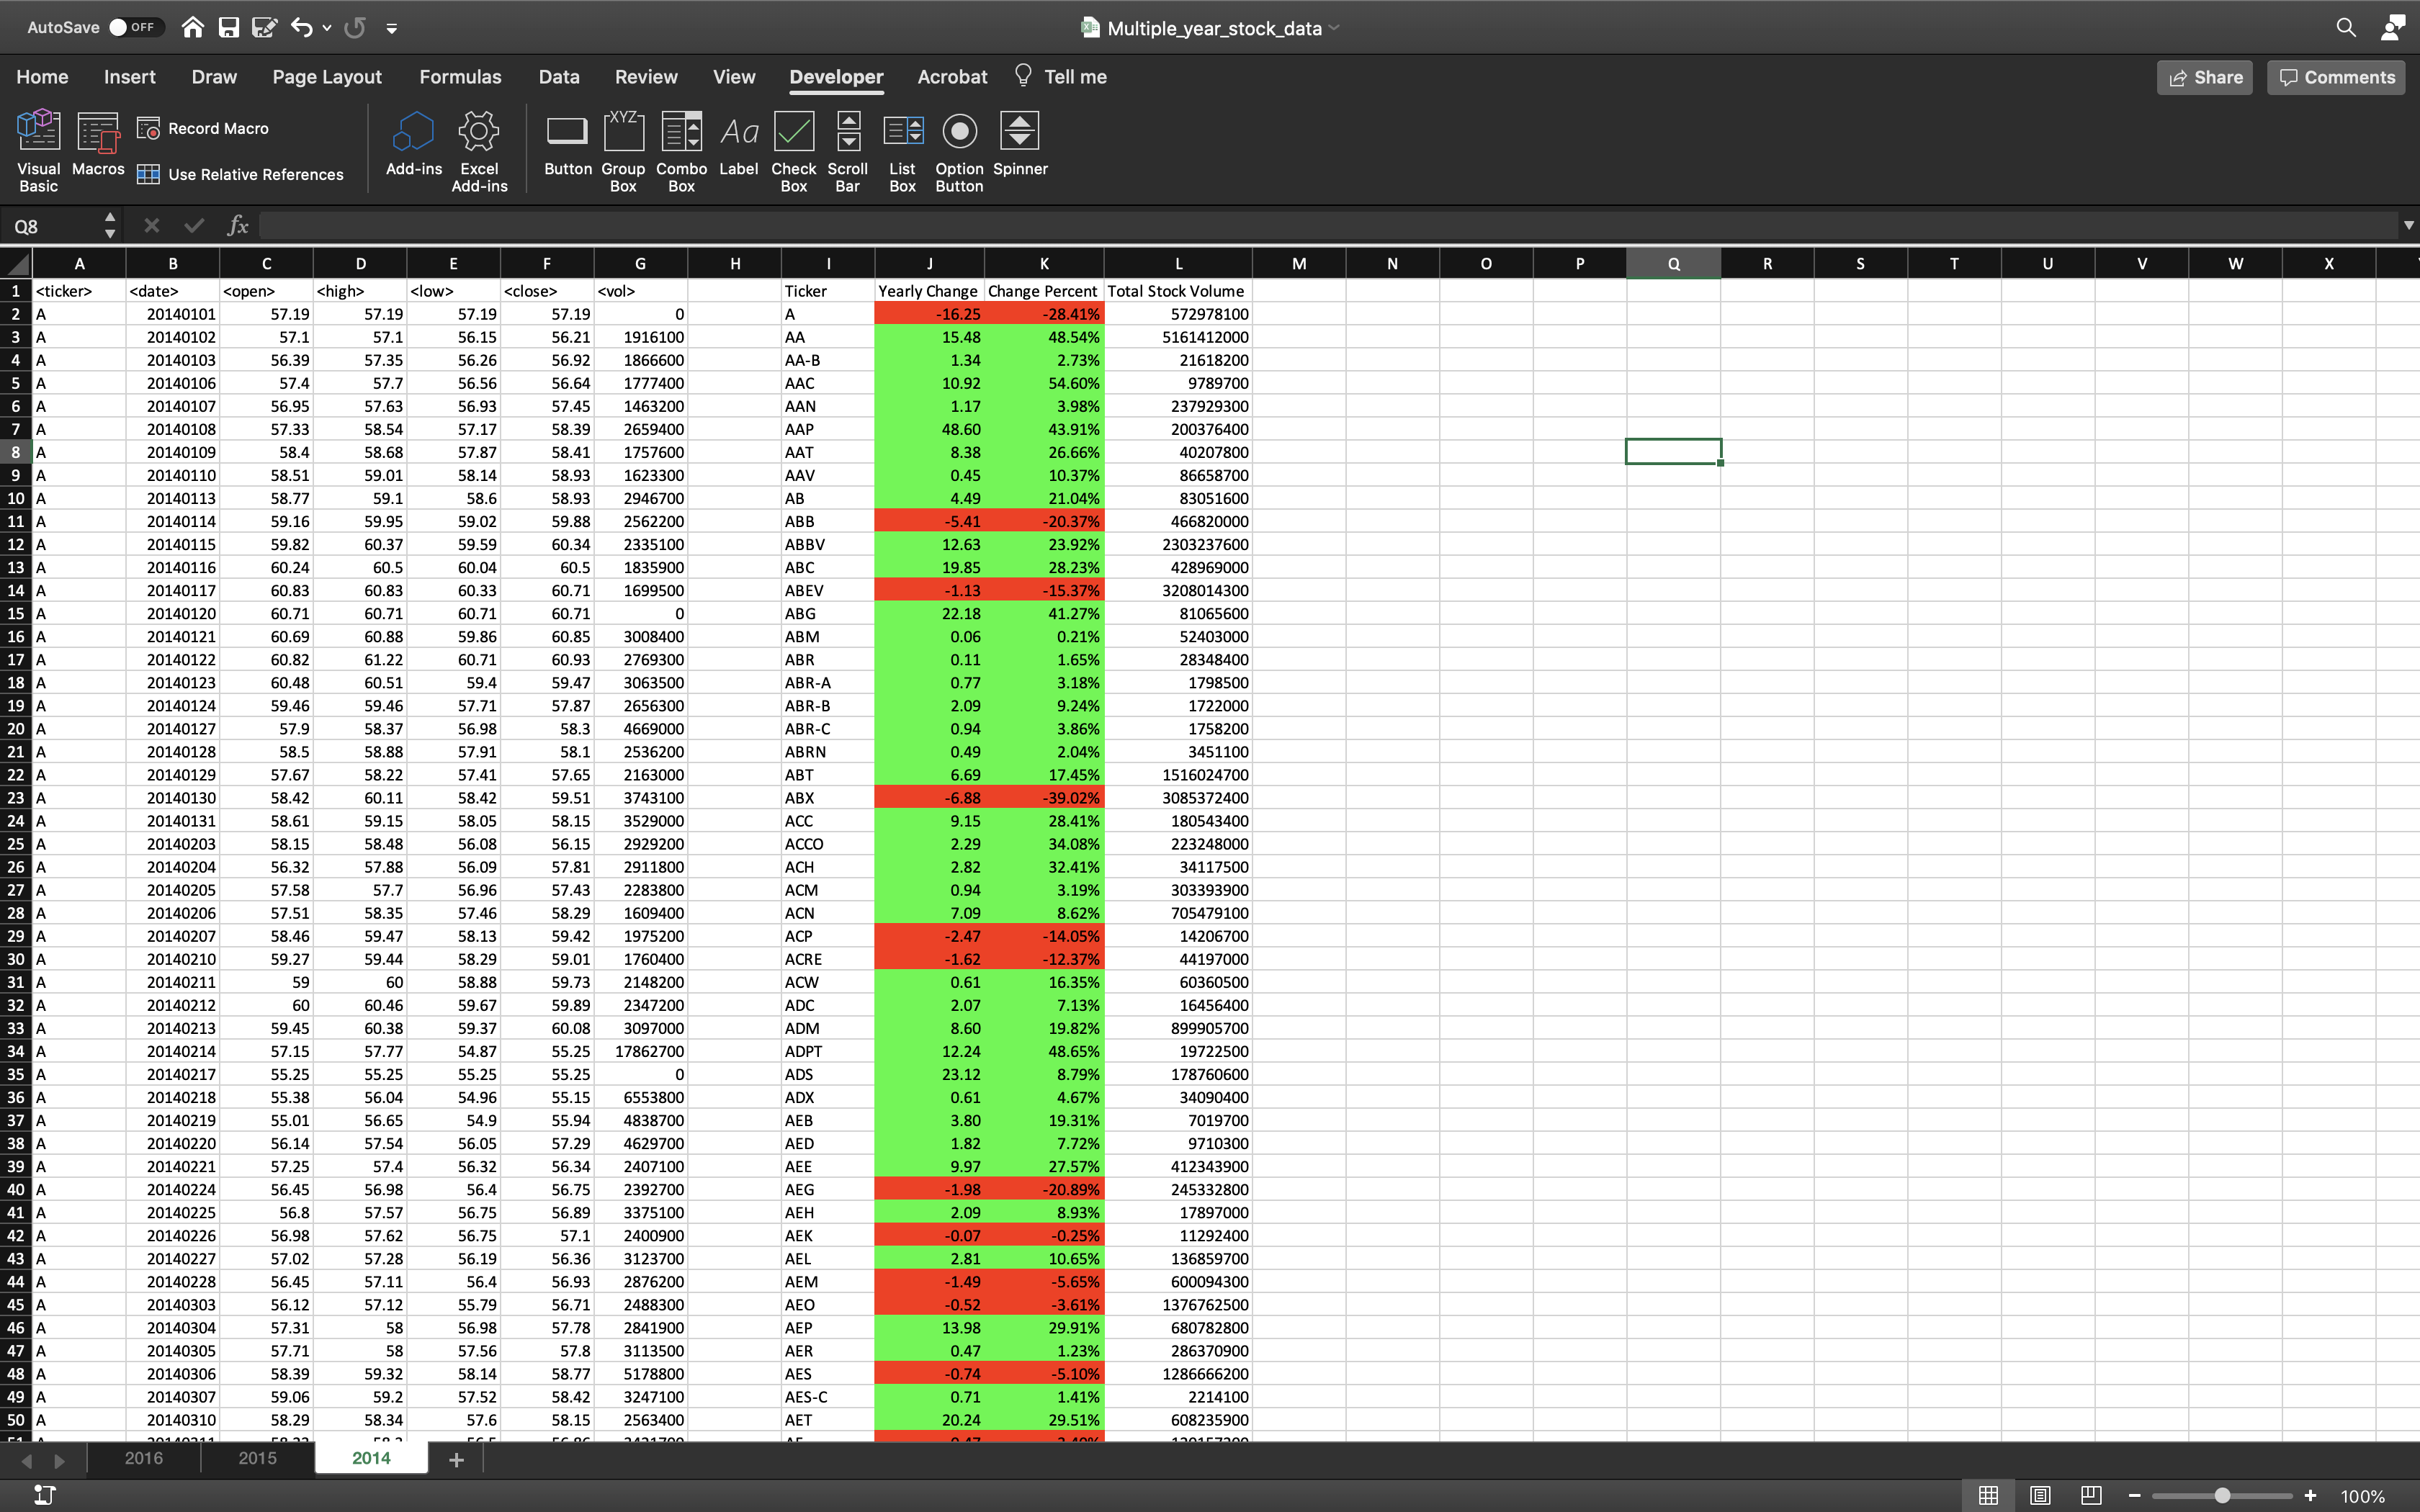 AutoSave OFF Multiple_year_stock_data
Home Insert Draw Page Layout Formulas Data Review View Developer Acrobat Tell me Share Comments
Visual Basic Macros Record Macro Use Relative References Add-ins Excel Add-ins Button XYZ Group Box Combo Box Aa Label Check Box Scroll Bar List Box Option Button Spinner
Q8 fx
A B C D E F G H I J K L M N O P Q R S T U V W X
1 <ticker> <date> <open> <high> <low> <close> <vol> Ticker Yearly Change Change Percent Total Stock Volume
2 A 20140101 57.19 57.19 57.19 57.19 0 A -16.25 -28.41% 572978100
3 A 20140102 57.1 57.1 56.15 56.21 1916100 AA 15.48 48.54% 5161412000
4 A 20140103 56.39 57.35 56.26 56.92 1866600 AA-B 1.34 2.73% 21618200
5 A 20140106 57.4 57.7 56.56 56.64 1777400 AAC 10.92 54.60% 9789700
6 A 20140107 56.95 57.63 56.93 57.45 1463200 AAN 1.17 3.98% 237929300
7 A 20140108 57.33 58.54 57.17 58.39 2659400 AAP 48.60 43.91% 200376400
8 A 20140109 58.4 58.68 57.87 58.41 1757600 AAT 8.38 26.66% 40207800
9 A 20140110 58.51 59.01 58.14 58.93 1623300 AAV 0.45 10.37% 86658700
10 A 20140113 58.77 59.1 58.6 58.93 2946700 AB 4.49 21.04% 83051600
11 A 20140114 59.16 59.95 59.02 59.88 2562200 ABB -5.41 -20.37% 466820000
12 A 20140115 59.82 60.37 59.59 60.34 2335100 ABBV 12.63 23.92% 2303237600
13 A 20140116 60.24 60.5 60.04 60.5 1835900 ABC 19.85 28.23% 428969000
14 A 20140117 60.83 60.83 60.33 60.71 1699500 ABEV -1.13 -15.37% 3208014300
15 A 20140120 60.71 60.71 60.71 60.71 0 ABG 22.18 41.27% 81065600
16 A 20140121 60.69 60.88 59.86 60.85 3008400 ABM 0.06 0.21% 52403000
17 A 20140122 60.82 61.22 60.71 60.93 2769300 ABR 0.11 1.65% 28348400
18 A 20140123 60.48 60.51 59.4 59.47 3063500 ABR-A 0.77 3.18% 1798500
19 A 20140124 59.46 59.46 57.71 57.87 2656300 ABR-B 2.09 9.24% 1722000
20 A 20140127 57.9 58.37 56.98 58.3 4669000 ABR-C 0.94 3.86% 1758200
21 A 20140128 58.5 58.88 57.91 58.1 2536200 ABRN 0.49 2.04% 3451100
22 A 20140129 57.67 58.22 57.41 57.65 2163000 ABT 6.69 17.45% 1516024700
23 A 20140130 58.42 60.11 58.42 59.51 3743100 ABX -6.88 -39.02% 3085372400
24 A 20140131 58.61 59.15 58.05 58.15 3529000 ACC 9.15 28.41% 180543400
25 A 20140203 58.15 58.48 56.08 56.15 2929200 ACCO 2.29 34.08% 223248000
26 A 20140204 56.32 57.88 56.09 57.81 2911800 ACH 2.82 32.41% 34117500
27 A 20140205 57.58 57.7 56.96 57.43 2283800 ACM 0.94 3.19% 303393900
28 A 20140206 57.51 58.35 57.46 58.29 1609400 ACN 7.09 8.62% 705479100
29 A 20140207 58.46 59.47 58.13 59.42 1975200 ACP -2.47 -14.05% 14206700
30 A 20140210 59.27 59.44 58.29 59.01 1760400 ACRE -1.62 -12.37% 44197000
31 A 20140211 59 60 58.88 59.73 2148200 ACW 0.61 16.35% 60360500
32 A 20140212 60 60.46 59.67 59.89 2347200 ADC 2.07 7.13% 16456400
33 A 20140213 59.45 60.38 59.37 60.08 3097000 ADM 8.60 19.82% 899905700
34 A 20140214 57.15 57.77 54.87 55.25 17862700 ADPT 12.24 48.65% 19722500
35 A 20140217 55.25 55.25 55.25 55.25 0 ADS 23.12 8.79% 178760600
36 A 20140218 55.38 56.04 54.96 55.15 6553800 ADX 0.61 4.67% 34090400
37 A 20140219 55.01 56.65 54.9 55.94 4838700 AEB 3.80 19.31% 7019700
38 A 20140220 56.14 57.54 56.05 57.29 4629700 AED 1.82 7.72% 9710300
39 A 20140221 57.25 57.4 56.32 56.34 2407100 AEE 9.97 27.57% 412343900
40 A 20140224 56.45 56.98 56.4 56.75 2392700 AEG -1.98 -20.89% 245332800
41 A 20140225 56.8 57.57 56.75 56.89 3375100 AEH 2.09 8.93% 17897000
42 A 20140226 56.98 57.62 56.75 57.1 2400900 AEK -0.07 -0.25% 11292400
43 A 20140227 57.02 57.28 56.19 56.36 3123700 AEL 2.81 10.65% 136859700
44 A 20140228 56.45 57.11 56.4 56.93 2876200 AEM -1.49 -5.65% 600094300
45 A 20140303 56.12 57.12 55.79 56.71 2488300 AEO -0.52 -3.61% 1376762500
46 A 20140304 57.31 58 56.98 57.78 2841900 AEP 13.98 29.91% 680782800
47 A 20140305 57.71 58 57.56 57.8 3113500 AER 0.47 1.23% 286370900
48 A 20140306 58.39 59.32 58.14 58.77 5178800 AES -0.74 -5.10% 1286666200
49 A 20140307 59.06 59.2 57.52 58.42 3247100 AES-C 0.71 1.41% 2214100
50 A 20140310 58.29 58.34 57.6 58.15 2563400 AET 20.24 29.51% 608235900
2016 2015 2014
100%